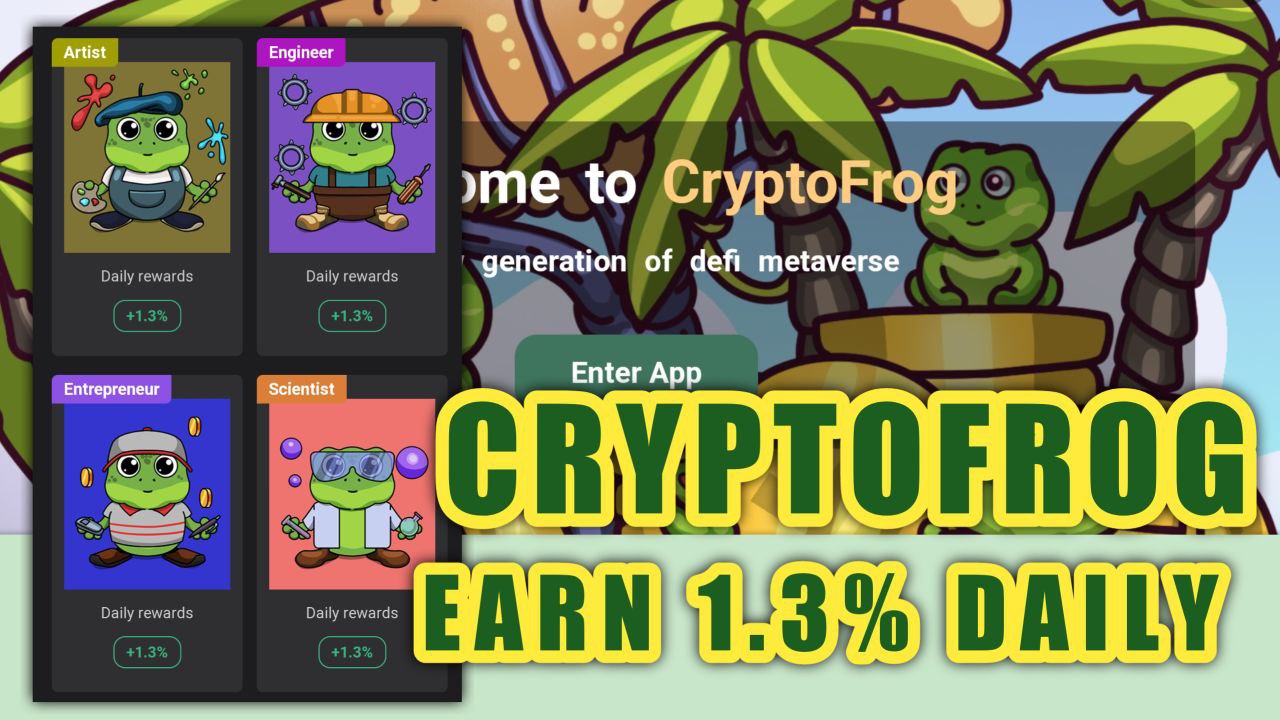 Artist
Engineer
Daily rewards
Daily rewards
+1.3%
+1.3%
Entrepreneur
Scientist
Daily rewards
Daily rewards
+1.3%
+1.3%
ome to CryptoFrog
generation of defi metaverse
Enter App
CRYPTOFROG
EARN 1.3% DAILY